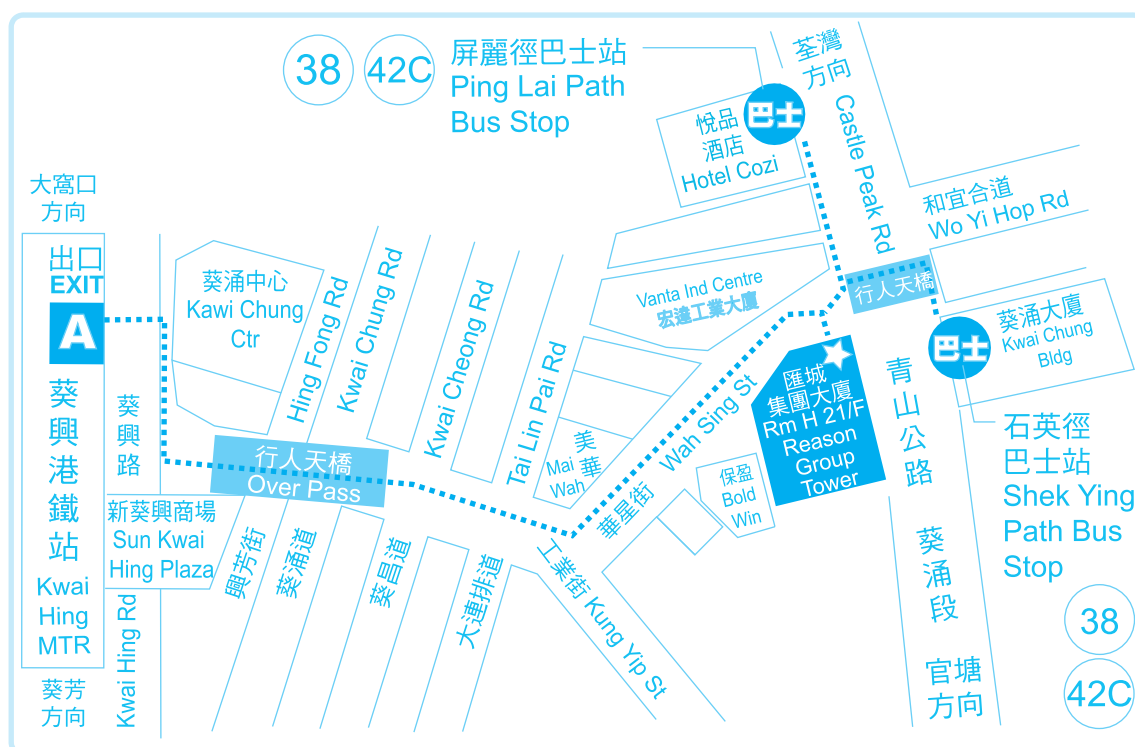 38
42C
屏麗徑巴士站
Ping Lai Path
Bus Stop
荃灣
方向
Castle Peak Rd
巴士
悅品
酒店
Hotel Cozi
和宜合道
Wo Yi Hop Rd
大窩口
方向
出口
EXIT
A
葵興港鐵站
Kwai
Hing
MTR
葵芳
方向
葵興路
Kwai Hing Rd
葵涌中心
Kawi Chung
Ctr
Hing Fong Rd
Kwai Chung Rd
Kwai Cheong Rd
Tai Lin Pai Rd
行人天橋
Over Pass
新葵興商場
Sun Kwai
Hing Plaza
興芳街
葵涌道
葵昌道
大連排道
工業街 Kung Yip St
美華
Mai
Wah
華星街
Wah Sing St
Vanta Ind Centre
宏達工業大廈
保盈
Bold
Win
匯城
集團大廈
Rm H 21/F
Reason
Group
Tower
行人天橋
巴士
葵涌大廈
Kwai Chung
Bldg
青山公路
葵涌段
官塘
方向
石英徑
巴士站
Shek Ying
Path Bus
Stop
38
42C